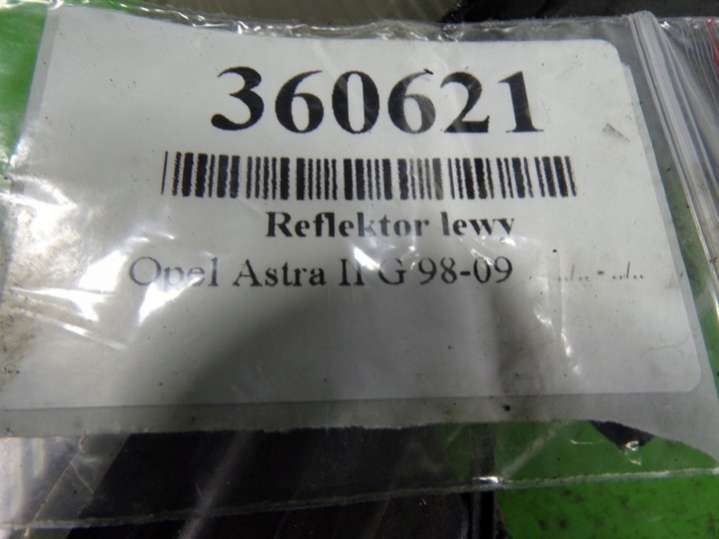 360621
Reflektor lewy
Opel Astra II G 98-09